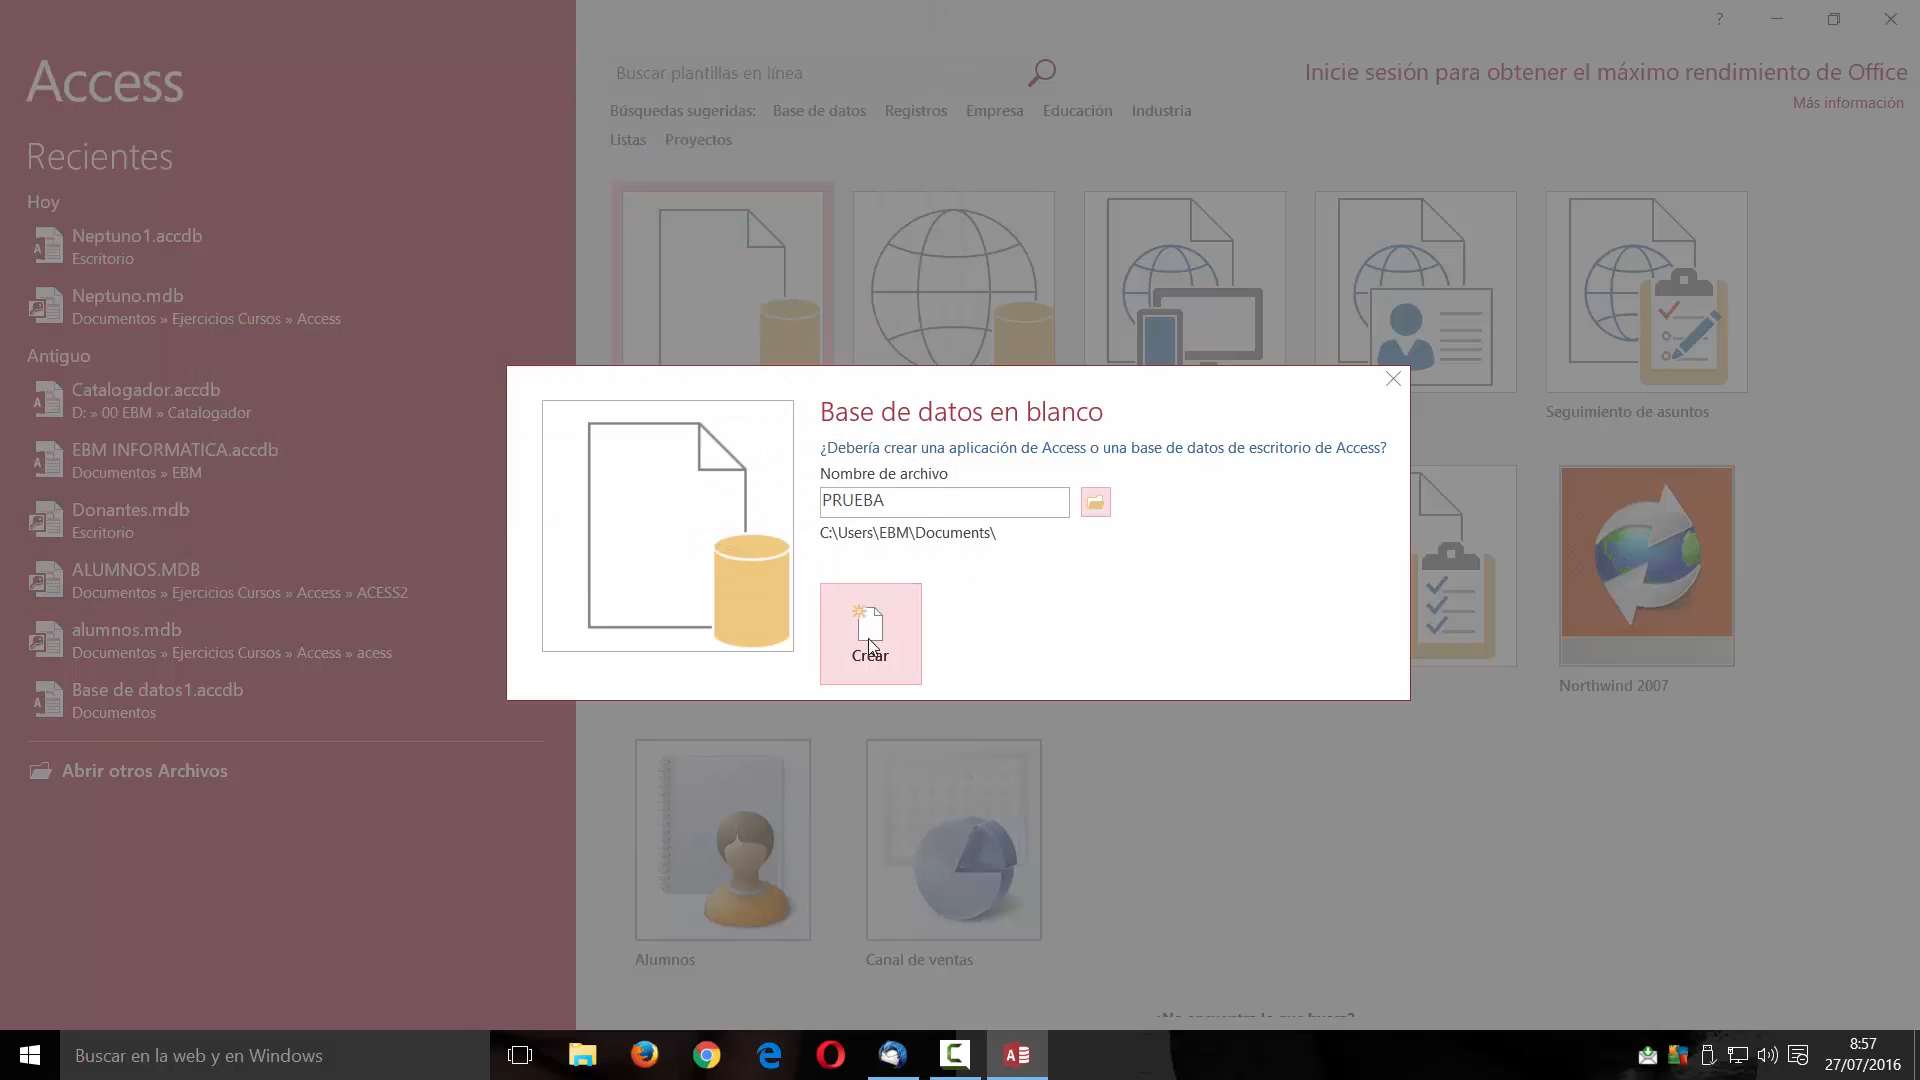 Access
Recientes
Hoy
Neptuno1.accdb
Escritorio
Neptuno.mdb
Documentos » Ejercicios Cursos » Access
Antiguo
Catalogador.accdb
D: » 00 EBM » Catalogador
EBM INFORMATICA.accdb
Documentos » EBM
Donantes.mdb
Escritorio
ALUMNOS.MDB
Documentos » Ejercicios Cursos » Access » ACESS2
alumnos.mdb
Documentos » Ejercicios Cursos » Access » acess
Base de datos1.accdb
Documentos
Abrir otros Archivos
?
Buscar plantillas en línea
Inicie sesión para obtener el máximo rendimiento de Office
Más información
Búsquedas sugeridas: Base de datos Registros Empresa Educación Industria
Listas Proyectos
Seguimiento de asuntos
Base de datos en blanco
¿Debería crear una aplicación de Access o una base de datos de escritorio de Access?
Nombre de archivo
PRUEBA
C:\Users\EBM\Documents\
Crear
Northwind 2007
Alumnos
Canal de ventas
Buscar en la web y en Windows
8:57
27/07/2016